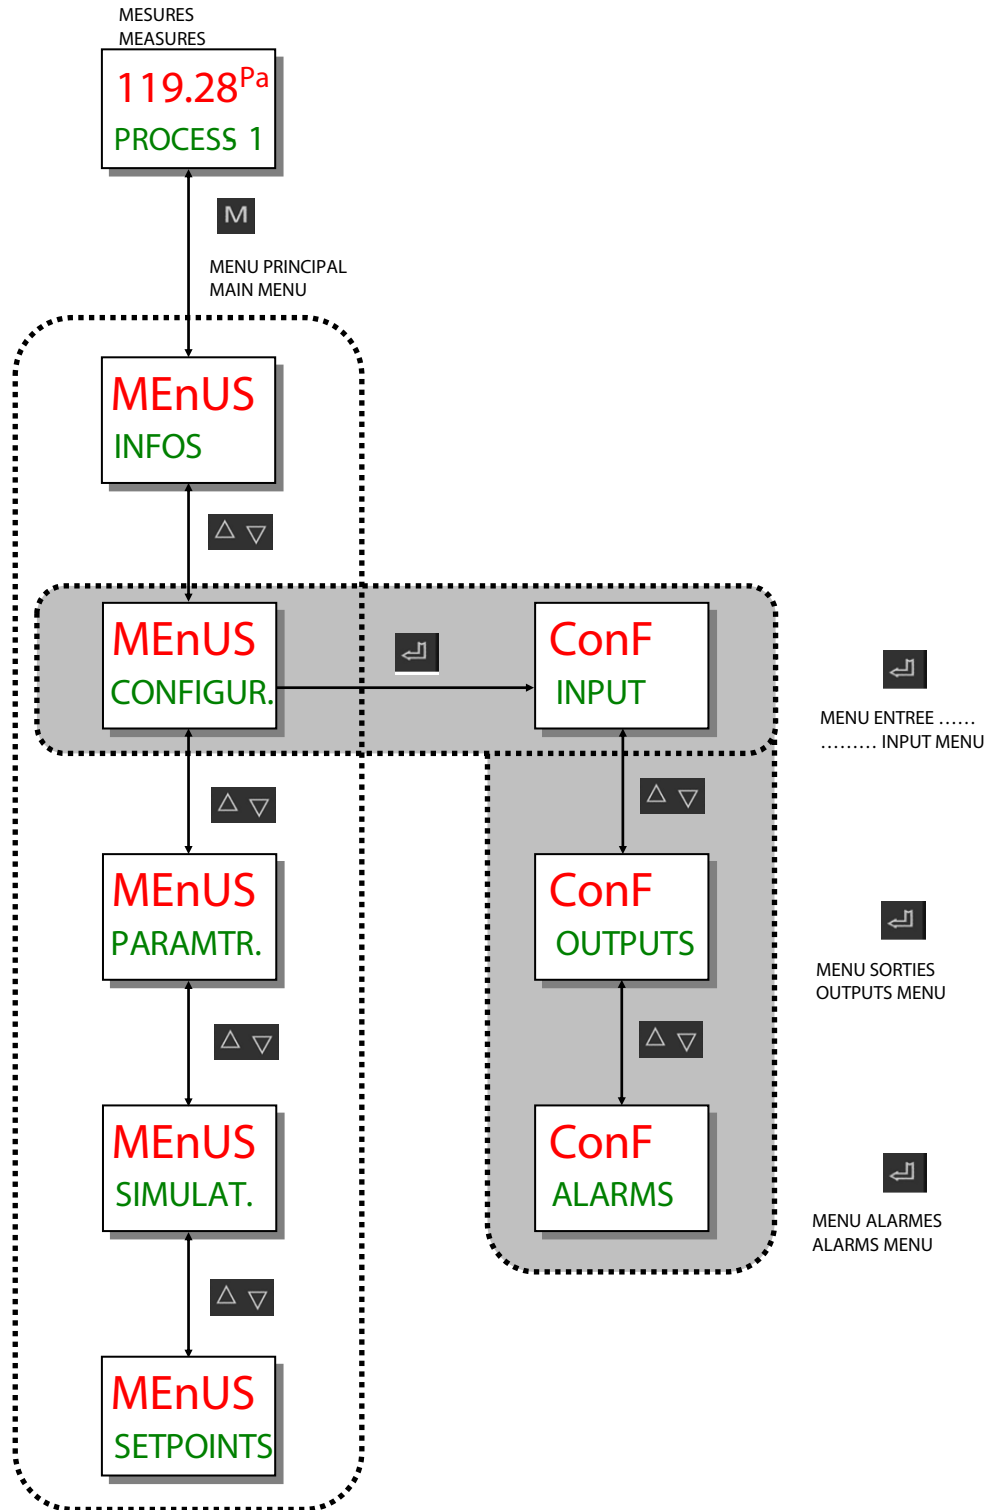 MESURES
MEASURES
119.28Pa
PROCESS 1
M
MENU PRINCIPAL
MAIN MENU
MEnUS
INFOS
MEnUS
CONFIGUR.
ConF
INPUT
MENU ENTREE ……
……… INPUT MENU
MEnUS
PARAMTR.
ConF
OUTPUTS
MENU SORTIES
OUTPUTS MENU
MEnUS
SIMULAT.
ConF
ALARMS
MENU ALARMES
ALARMS MENU
MEnUS
SETPOINTS